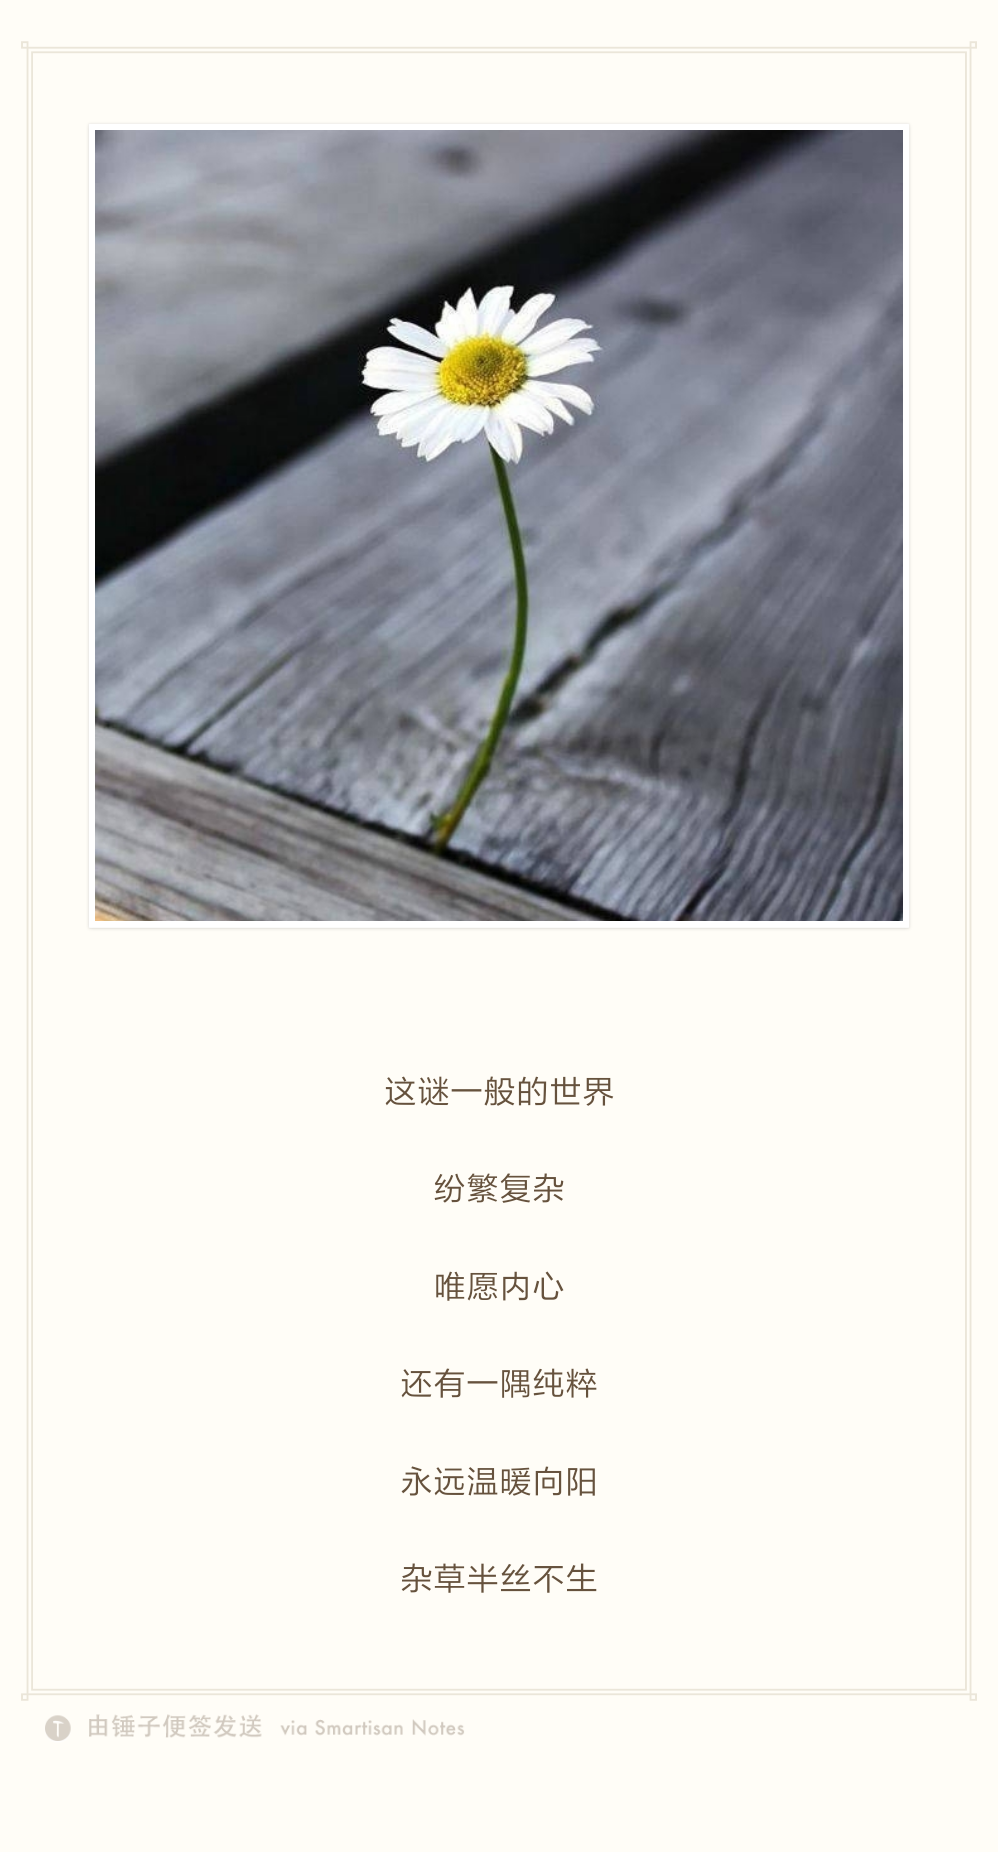 这谜一般的世界
纷繁复杂
唯愿内心
还有一隅纯粹
永远温暖向阳
杂草半丝不生
T 由锤子便签发送 via Smartisan Notes